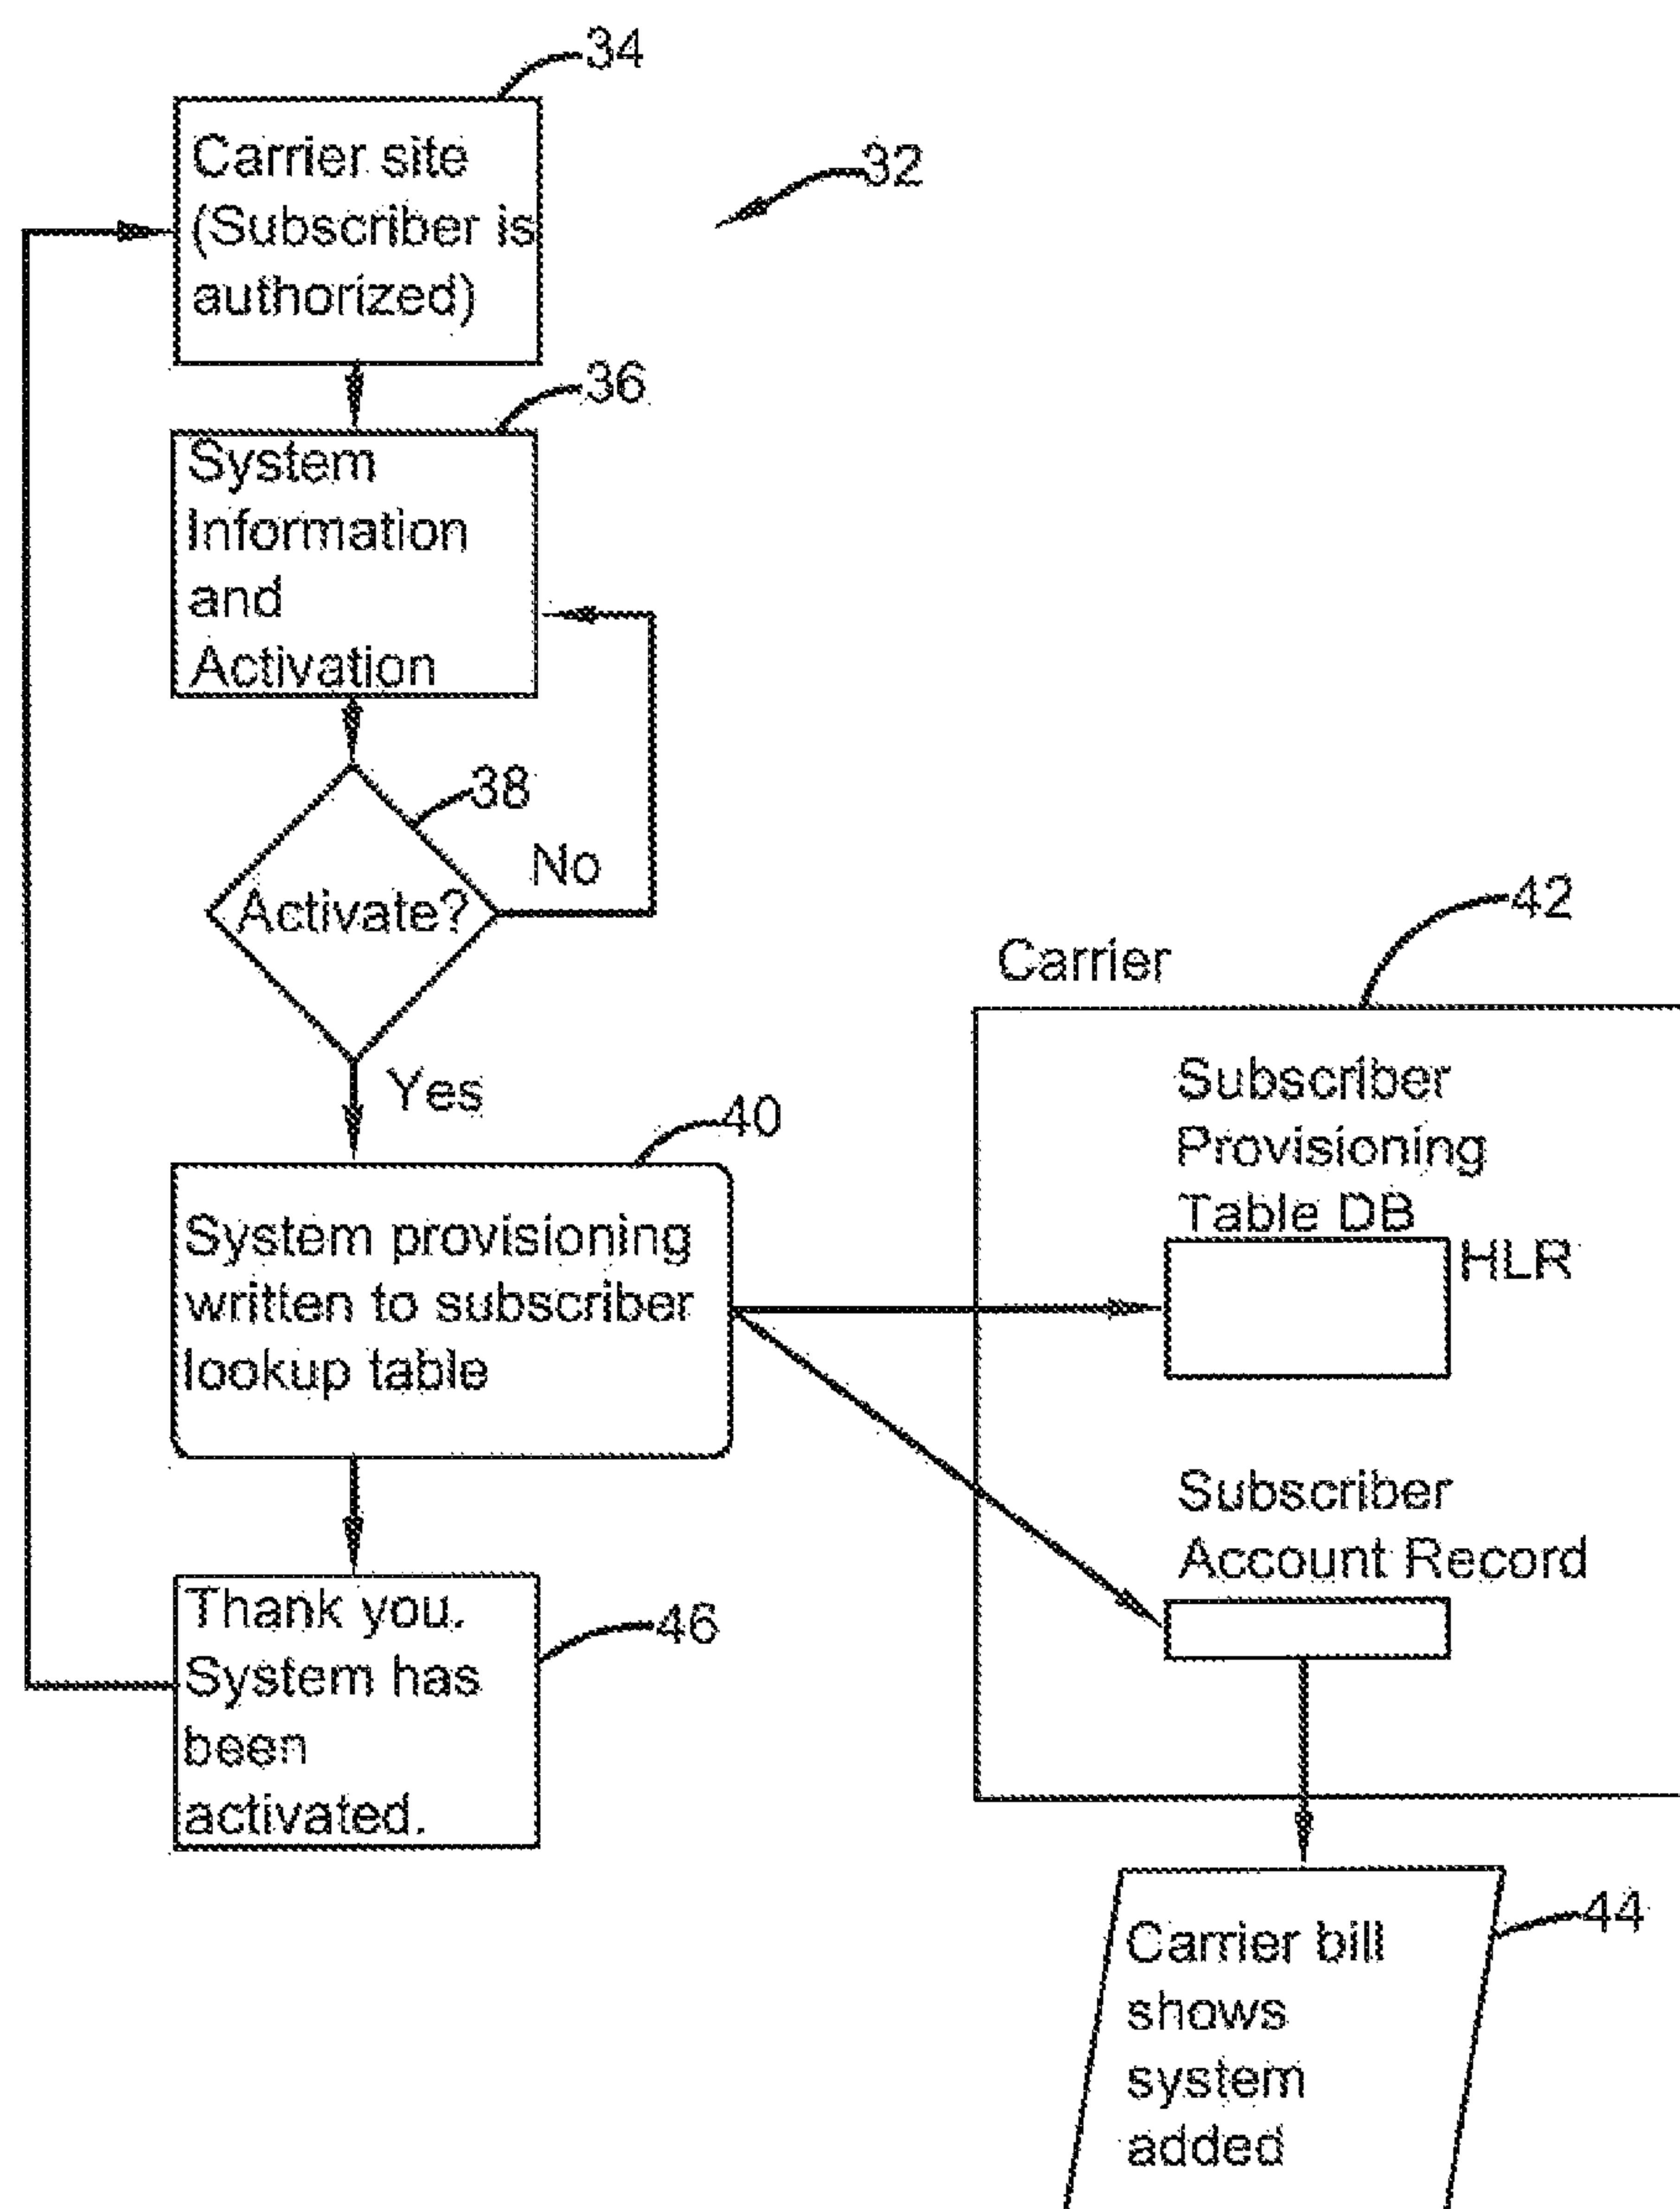 34
Carrier site
(Subscriber is
authorized)
32
36
System
Information
and
Activation
38
No
Activate?
Yes
40
System provisioning
written to subscriber
lookup table
46
Thank you.
System has
been
activated.
42
Carrier
Subscriber
Provisioning
Table DB
HLR
Subscriber
Account Record
44
Carrier bill
shows
system
added